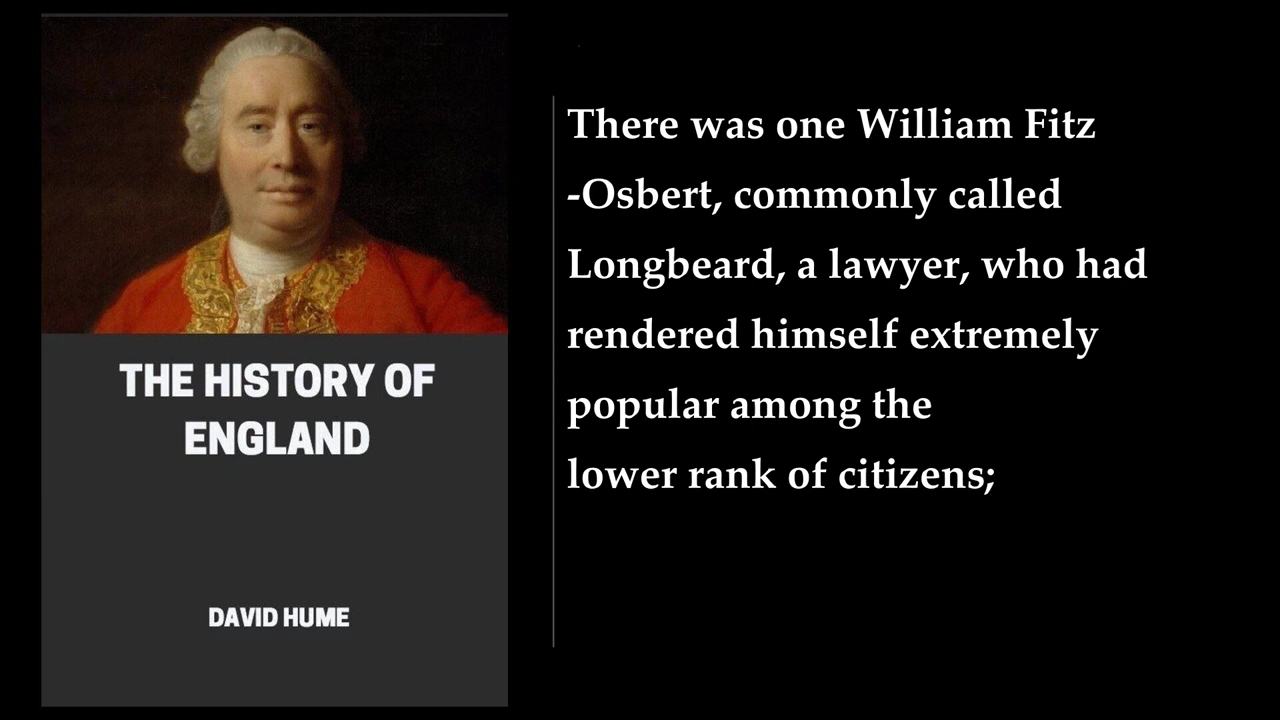 THE HISTORY OF
ENGLAND
DAVID HUME
There was one William Fitz
-Osbert, commonly called
Longbeard, a lawyer, who had
rendered himself extremely
popular among the
lower rank of citizens;